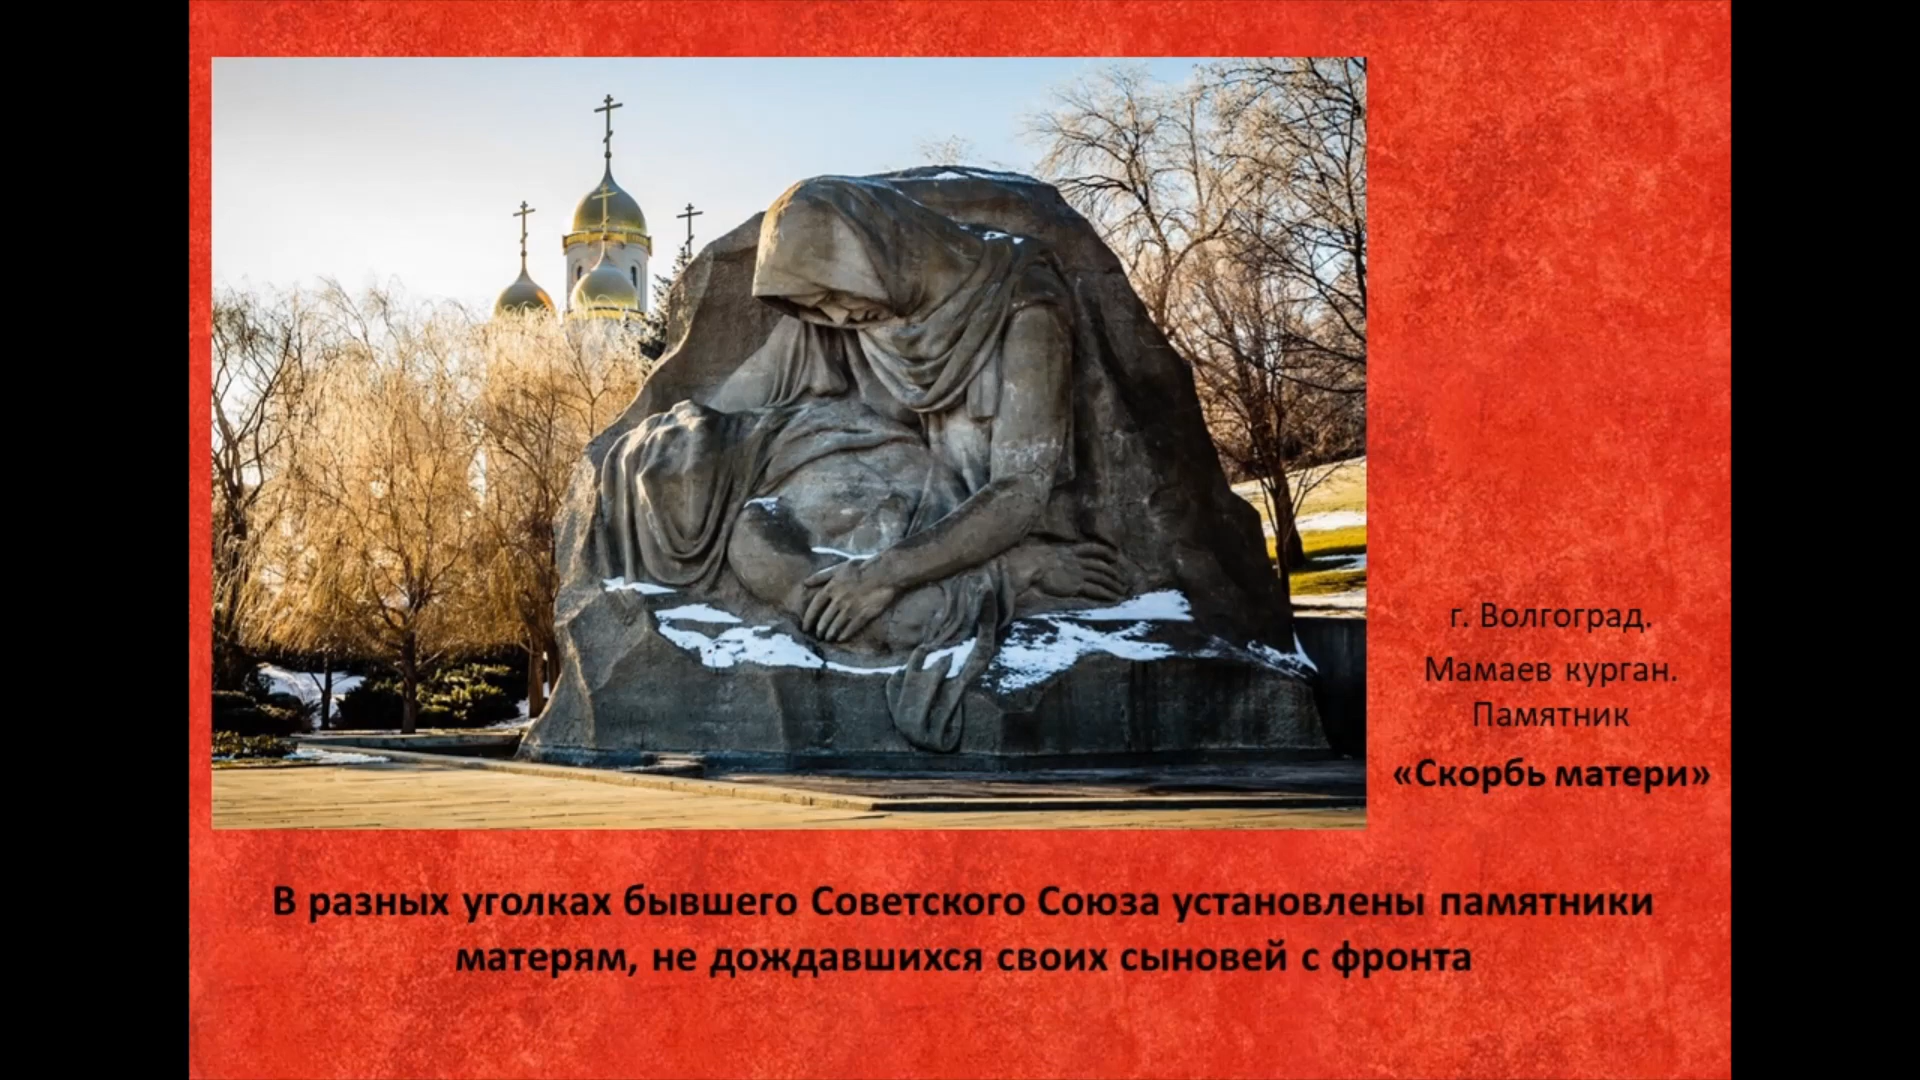 г. Волгоград.
Мамаев курган.
Памятник
«Скорбь матери»
В разных уголках бывшего Советского Союза установлены памятники
матерям, не дождавшихся своих сыновей с фронта